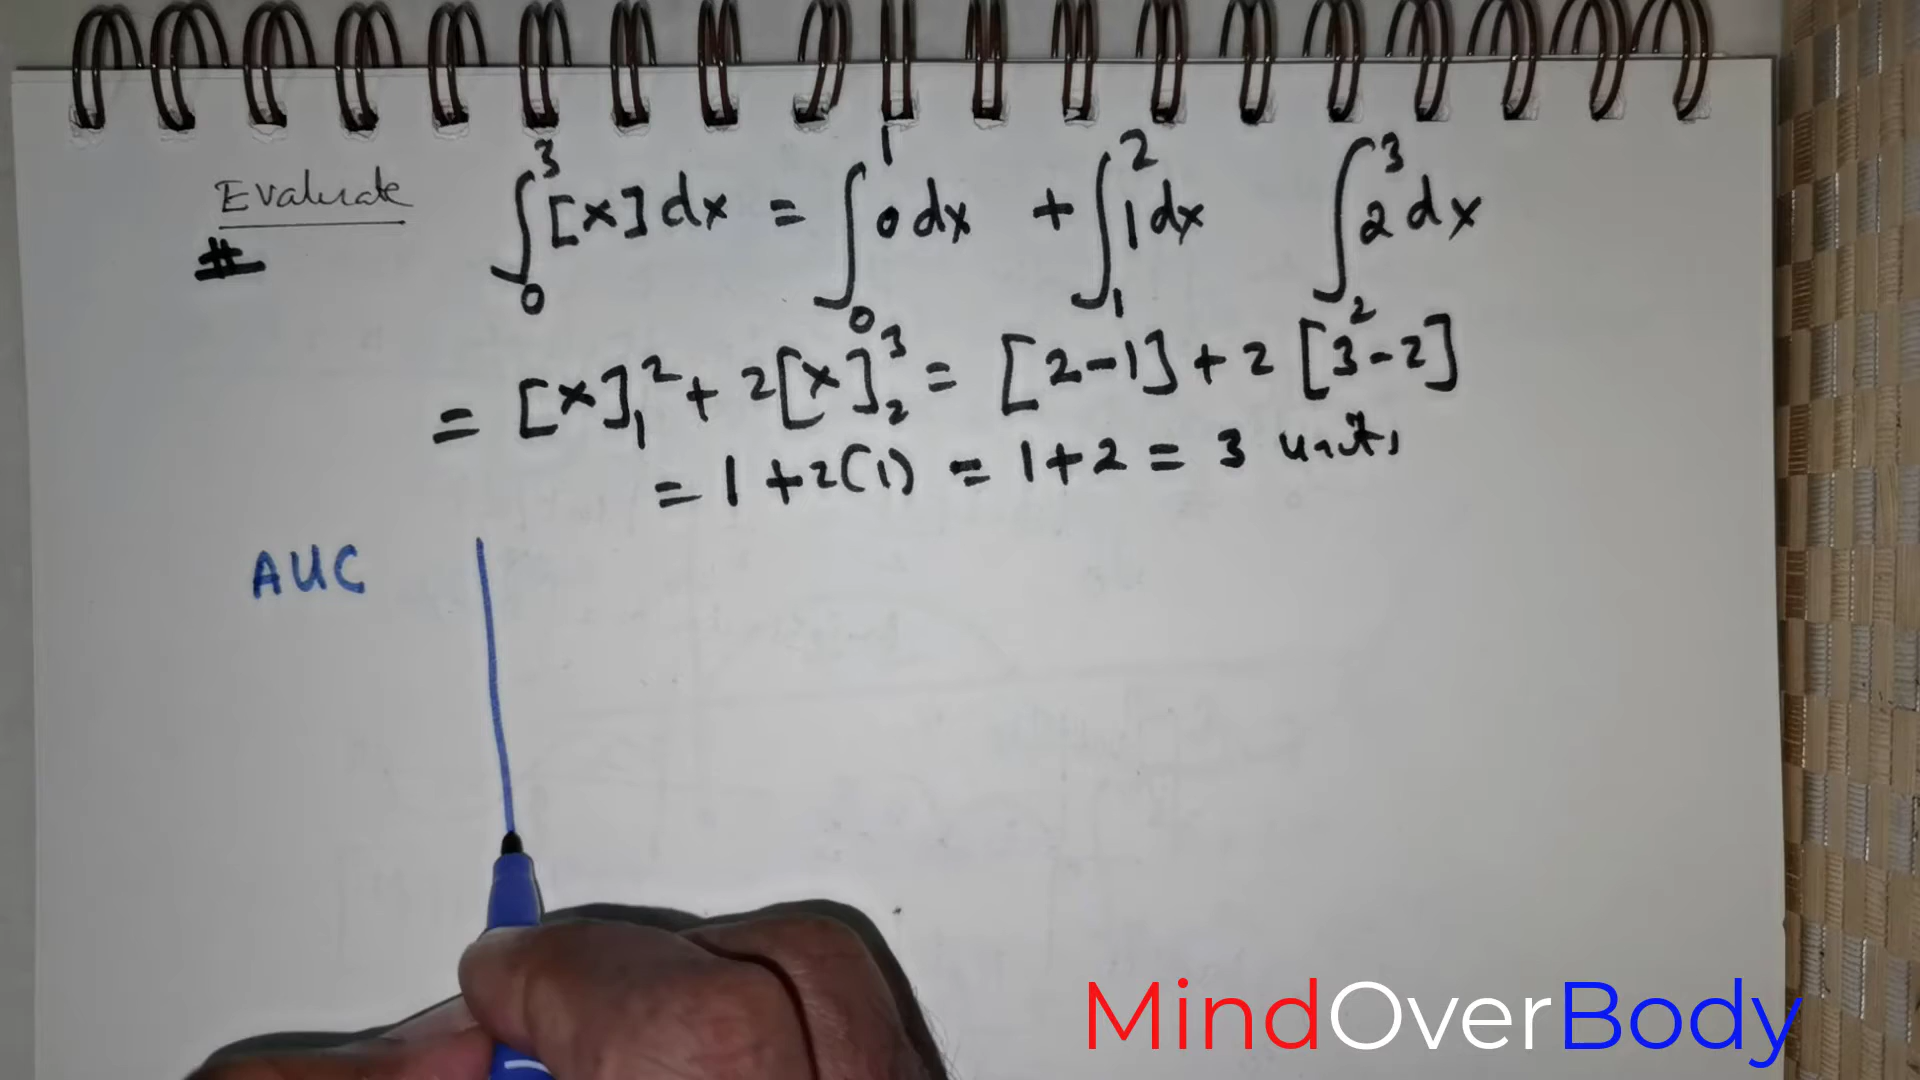 Evaluate ∫₀³ [x] dx = ∫₀¹ 0 dx + ∫₁² 1 dx ∫₂³ 2 dx
#
= [x]₁² + 2[x]₂³ = [2-1] + 2 [3-2]
= 1 + 2(1) = 1+2 = 3 units
AUC
MindOverBody